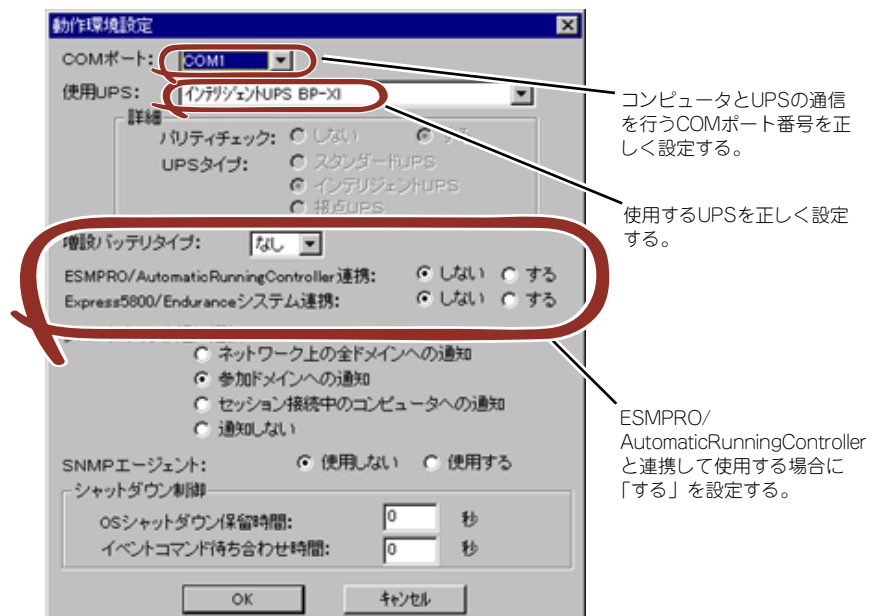 動作環境設定
COMポート: COM1
使用UPS: インテリジェントUPS BP-XI
詳細
パリティチェック: しない する
UPSタイプ: スタンダードUPS
インテリジェントUPS
接点UPS
増設バッテリタイプ: なし
ESMPRO/AutomaticRunningController連携: しない する
Express5800/Enduranceシステム連携: しない する
ネットワーク上の全ドメインへの通知
参加ドメインへの通知
セッション接続中のコンピュータへの通知
通知しない
SNMPエージェント: 使用しない 使用する
シャットダウン制御
OSシャットダウン保留時間: 0 秒
イベントコマンド待ち合わせ時間: 0 秒
OK キャンセル
コンピュータとUPSの通信
を行うCOMポート番号を正
しく設定する。
使用するUPSを正しく設定
する。
ESMPRO/
AutomaticRunningController
と連携して使用する場合に
「する」を設定する。